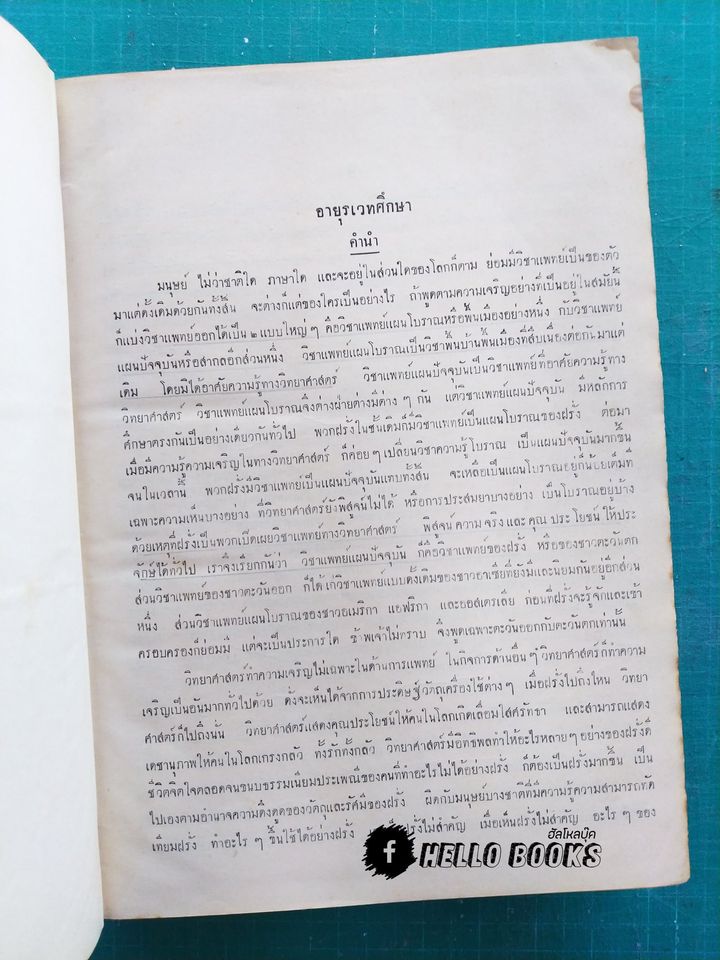 อายุรเวทศึกษา
คำนำ
มนุษย์ ไม่ว่าชาติใด ภาษาใด และจะอยู่ในส่วนใดของโลกก็ตาม ย่อมมีวิชาแพทย์เป็นของตัว
มาแต่ดั้งเดิมด้วยกันทั้งสิ้น จะต่างก็แต่ของใครเป็นอย่างไร ถ้าพูดตามความเจริญอย่างที่เป็นอยู่ในสมัยนี้
ก็แบ่งวิชาแพทย์ออกได้เป็น ๒ แบบใหญ่ ๆ คือวิชาแพทย์แผนโบราณหรือพื้นเมืองอย่างหนึ่ง กับวิชาแพทย์
แผนปัจจุบันหรือสากลอีกส่วนหนึ่ง วิชาแพทย์แผนโบราณเป็นวิชาพื้นบ้านพื้นเมืองที่สืบเนื่องต่อกันมาแต่
เดิม โดยมิได้อาศัยความรู้ทางวิทยาศาสตร์ วิชาแพทย์แผนปัจจุบันเป็นวิชาแพทย์ที่อาศัยความรู้ทาง
วิทยาศาสตร์ วิชาแพทย์แผนโบราณจึงต่างฝ่ายต่างมีต่าง ๆ กัน แต่วิชาแพทย์แผนปัจจุบัน มีหลักการ
ศึกษาตรงกันเป็นอย่างเดียวกันทั่วไป พวกฝรั่งในชั้นเดิมก็มีวิชาแพทย์เป็นแผนโบราณของฝรั่ง ต่อมา
เมื่อมีความรู้ความเจริญในทางวิทยาศาสตร์ ก็ค่อย ๆ เปลี่ยนวิชาความรู้โบราณ เป็นแผนปัจจุบันมากขึ้น
จนในเวลานี้ พวกฝรั่งมีวิชาแพทย์เป็นแผนปัจจุบันแทบทั้งสิ้น จะเหลือเป็นแผนโบราณอยู่ก็น้อยเต็มที
เฉพาะความเห็นบางอย่าง ที่วิทยาศาสตร์ยังพิสูจน์ไม่ได้ หรือการประสมยาบางอย่าง เป็นโบราณอยู่บ้าง
ด้วยเหตุที่ฝรั่งเป็นพวกเปิดเผยวิชาแพทย์ทางวิทยาศาสตร์ พิสูจน์ ความ จริง และ คุณ ประ โยชน์ ให้ประ
จักษ์ได้ทั่วไป เราจึงเรียกกันว่า วิชาแพทย์แผนปัจจุบัน ก็คือวิชาแพทย์ของฝรั่ง หรือของชาวตะวันตก
ส่วนวิชาแพทย์ของชาวตะวันออก ก็ได้แก่วิชาแพทย์แบบดั้งเดิมของชาวอาเซียที่ยังมีและนิยมกันอยู่อีกส่วน
หนึ่ง ส่วนวิชาแพทย์แผนโบราณของชาวอเมริกา แอฟริกา และออสเตรเลีย ก่อนที่ฝรั่งจะรู้จักและเข้า
ครอบครองก็ย่อมมี แต่จะเป็นประการใด ข้าพเจ้าไม่ทราบ จึงพูดเฉพาะตะวันออกกับตะวันตกเท่านั้น
วิทยาศาสตร์ทำความเจริญไม่เฉพาะในด้านการแพทย์ ในกิจการด้านอื่น ๆ วิทยาศาสตร์ก็ทำความ
เจริญเป็นอันมากทั่วไปด้วย ดังจะเห็นได้จากการประดิษฐ์วัตถุเครื่องใช้ต่าง ๆ เมื่อฝรั่งไปถึงไหน วิทยา
ศาสตร์ก็ไปถึงนั่น วิทยาศาสตร์แสดงคุณประโยชน์ให้คนในโลกเกิดเลื่อมใสศรัทธา และสามารถแสดง
เดชานุภาพให้คนในโลกเกรงกลัว ทั้งรักทั้งกลัว วิทยาศาสตร์มีอิทธิพลทำให้อะไรหลายๆ อย่างของฝรั่งดี
ชีวิตจิตใจตลอดจนขนบธรรมเนียมประเพณีของคนที่ทำอะไรไม่ได้อย่างฝรั่ง ก็ต้องเป็นฝรั่งมากขึ้น เป็น
ไปเองตามอำนาจความดึงดูดของวัตถุและรัศมีของฝรั่ง ผิดกับมนุษย์บางชาติที่มีความรู้ความสามารถทัด
เทียมฝรั่ง ทำอะไร ๆ ขึ้นใช้ได้อย่างฝรั่ง ฝรั่งไม่สำคัญ เมื่อเห็นฝรั่งไม่สำคัญ อะไร ๆ ของ
ฮัลโหลบุ๊ค
f HELLO BOOKS